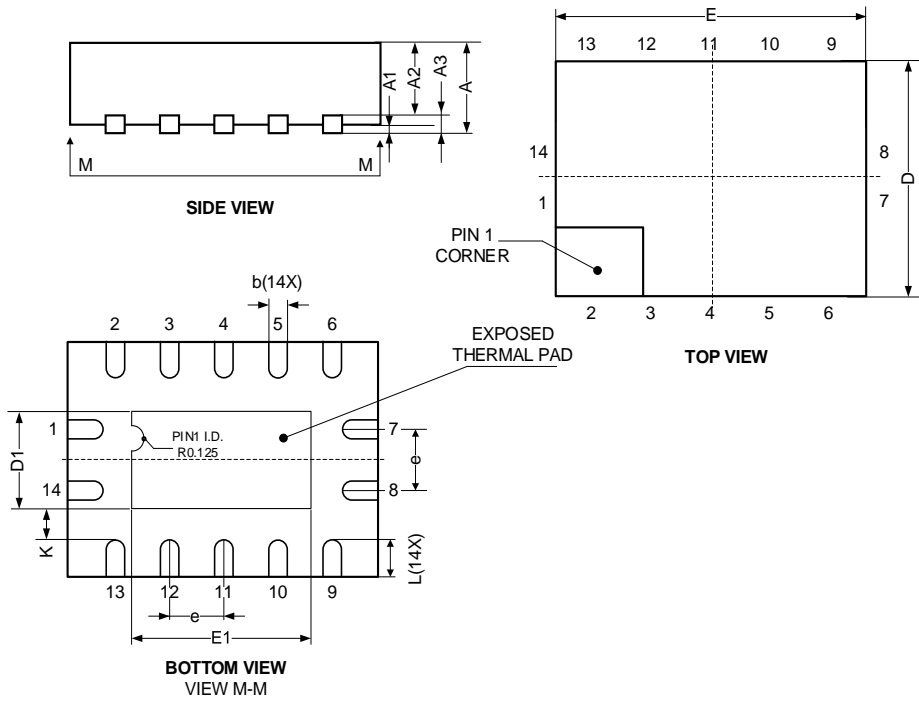 A1
A2
A3
A
M
M
SIDE VIEW
E
13
12
11
10
9
14
1
8
7
D
PIN 1
CORNER
2
3
4
5
6
TOP VIEW
b(14X)
2
3
4
5
6
EXPOSED
THERMAL PAD
1
14
D1
K
PIN1 I.D.
R0.125
7
8
e
L(14X)
13
12
11
10
9
e
E1
BOTTOM VIEW
VIEW M-M